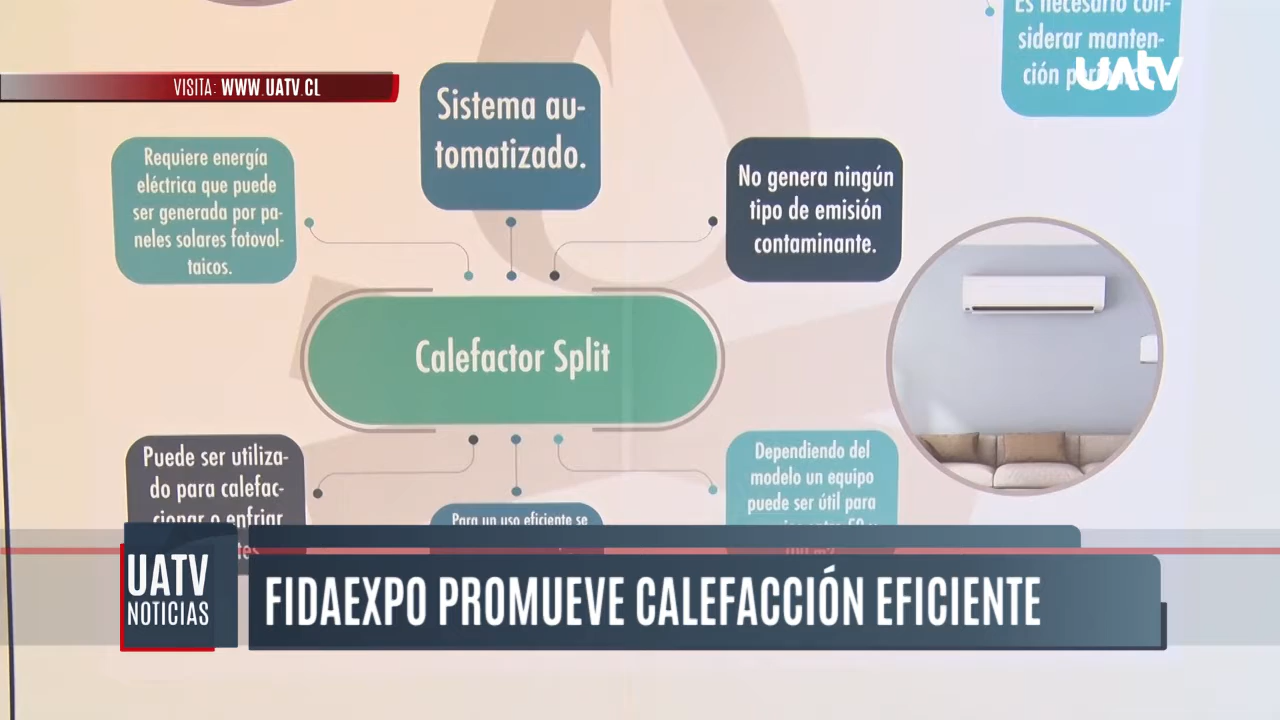 Es necesario con-
siderar manten-
ción
UATV
VISITA: WWW.UATV.CL
Sistema au-
tomatizado.
Requiere energía
eléctrica que puede
ser generada por pa-
neles solares fotovol-
taicos.
No genera ningún
tipo de emisión
contaminante.
Calefactor Split
Puede ser utiliza-
do para calefac-
cionar o enfriar
Para un uso eficiente se
Dependiendo del
modelo un equipo
puede ser útil para
UATV
NOTICIAS
FIDAEXPO PROMUEVE CALEFACCIÓN EFICIENTE